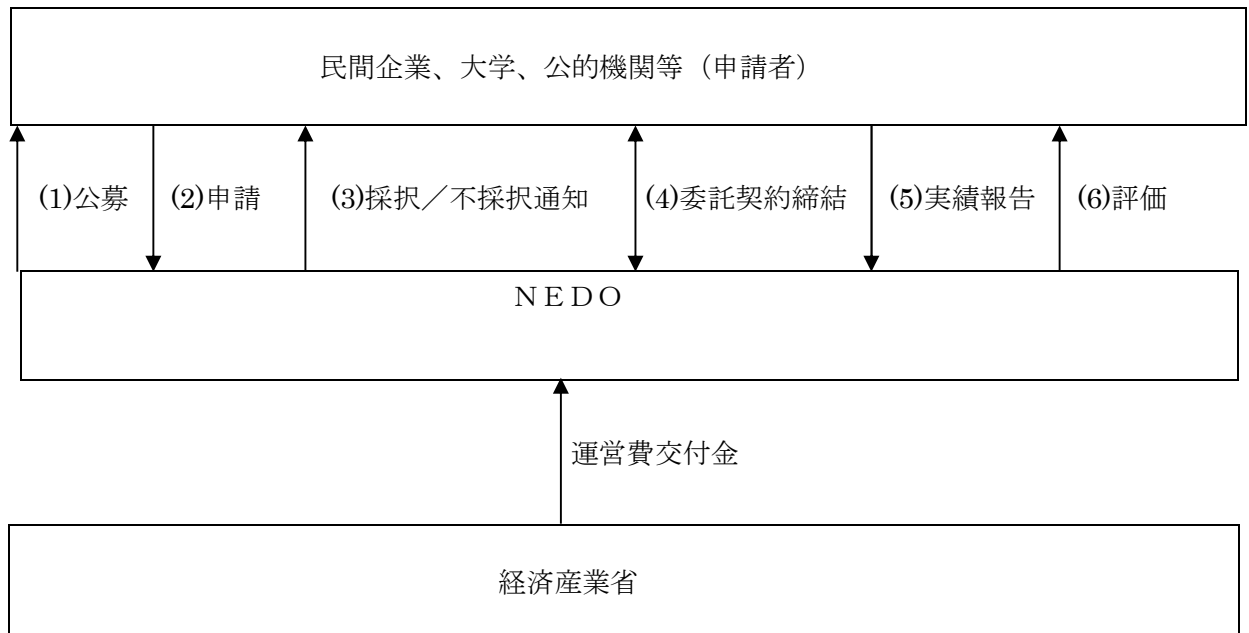 民間企業、大学、公的機関等（申請者）
(1)公募
(2)申請
(3)採択／不採択通知
(4)委託契約締結
(5)実績報告
(6)評価
ＮＥＤＯ
運営費交付金
経済産業省